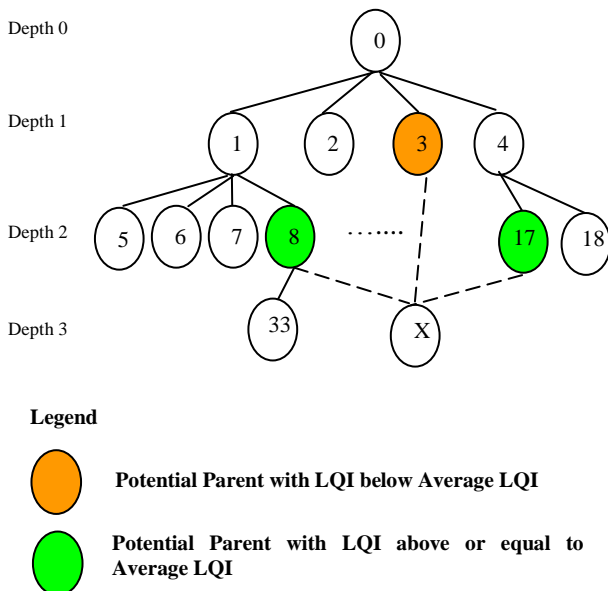 Depth 0
0
Depth 1
1 2 3 4
Depth 2
5 6 7 8 ........ 17 18
Depth 3
33 X
Legend
Potential Parent with LQI below Average LQI
Potential Parent with LQI above or equal to
Average LQI